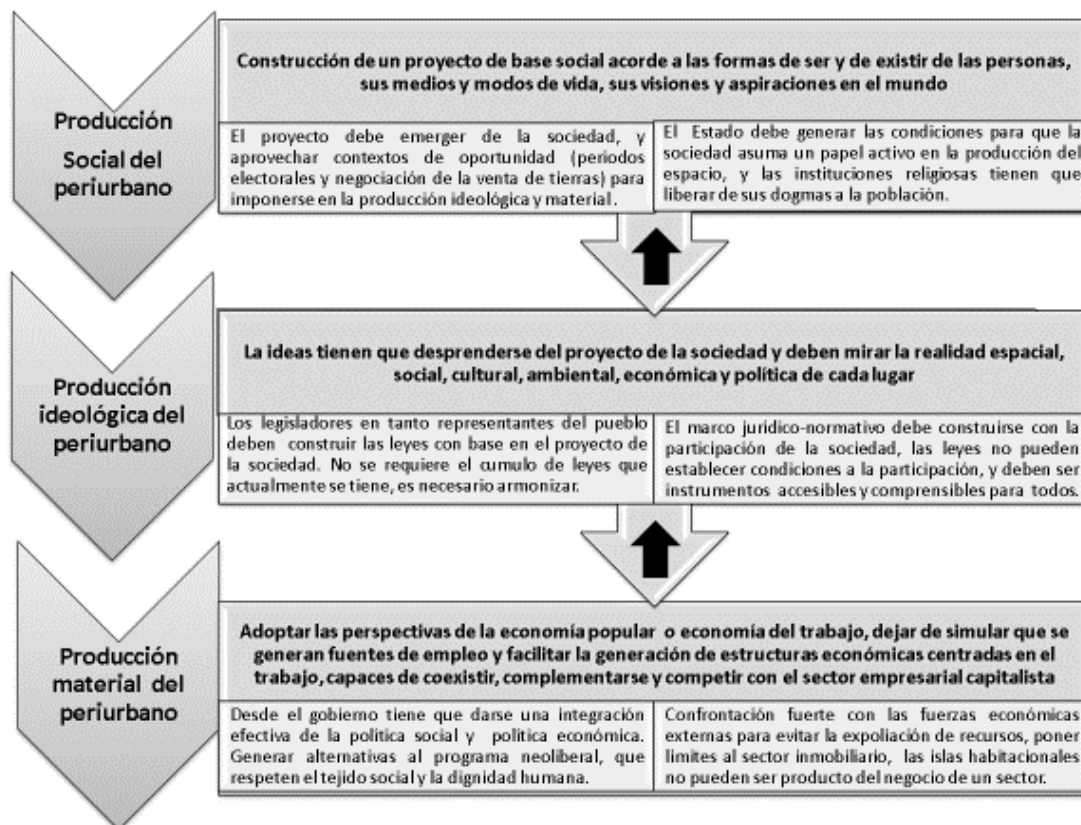 Producción
Social del
periurbano
Construcción de un proyecto de base social acorde a las formas de ser y de existir de las personas,
sus medios y modos de vida, sus visiones y aspiraciones en el mundo
El proyecto debe emerger de la sociedad, y
aprovechar contextos de oportunidad (periodos
electorales y negociación de la venta de tierras) para
imponerse en la producción ideológica y material.
El Estado debe generar las condiciones para que la
sociedad asuma un papel activo en la producción del
espacio, y las instituciones religiosas tienen que
liberar de sus dogmas a la población.
Producción
ideológica del
periurbano
La ideas tienen que desprenderse del proyecto de la sociedad y deben mirar la realidad espacial,
social, cultural, ambiental, económica y política de cada lugar
Los legisladores en tanto representantes del pueblo
deben construir las leyes con base en el proyecto de
la sociedad. No se requiere el cumulo de leyes que
actualmente se tiene, es necesario armonizar.
El marco jurídico-normativo debe construirse con la
participación de la sociedad, las leyes no pueden
establecer condiciones a la participación, y deben ser
instrumentos accesibles y comprensibles para todos.
Producción
material del
periurbano
Adoptar las perspectivas de la economía popular o economía del trabajo, dejar de simular que se
generan fuentes de empleo y facilitar la generación de estructuras económicas centradas en el
trabajo, capaces de coexistir, complementarse y competir con el sector empresarial capitalista
Desde el gobierno tiene que darse una integración
efectiva de la política social y política económica.
Generar alternativas al programa neoliberal, que
respeten el tejido social y la dignidad humana.
Confrontación fuerte con las fuerzas económicas
externas para evitar la expoliación de recursos, poner
limites al sector inmobiliario, las islas habitacionales
no pueden ser producto del negocio de un sector.